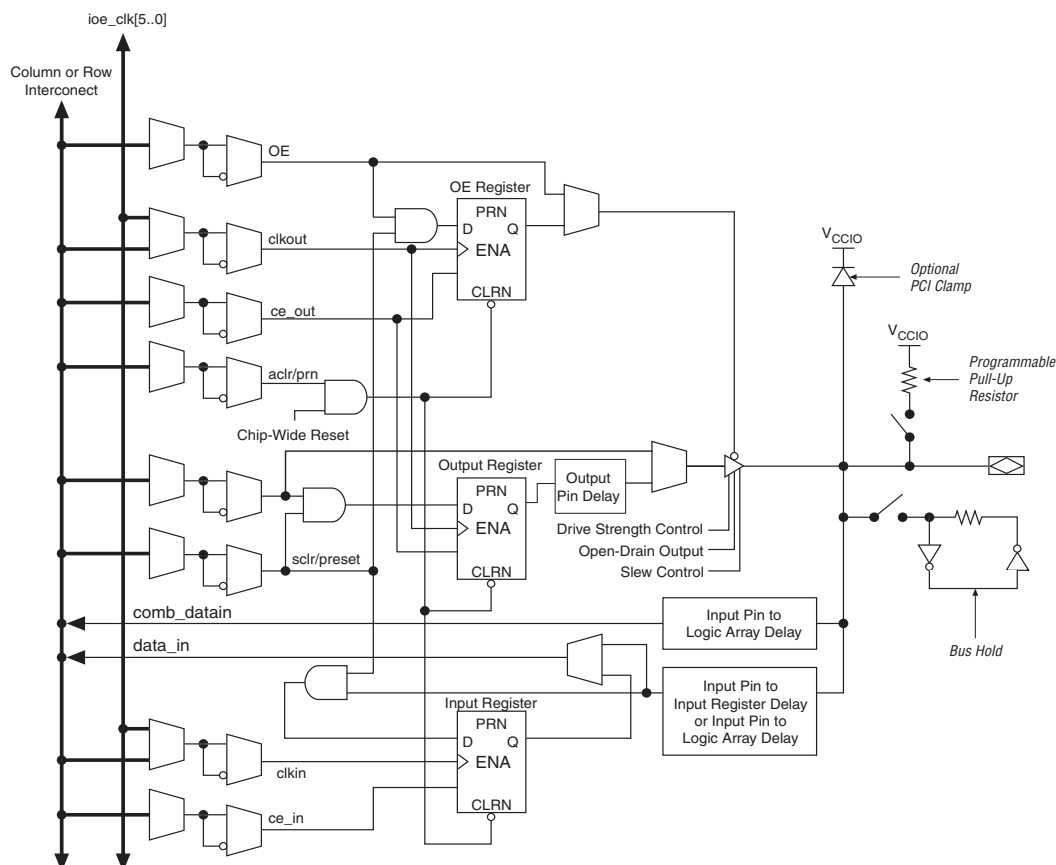 ioe_clk[5..0]
Column or Row
Interconect
OE
OE Register
PRN
D
Q
ENA
CLRN
clkout
ce_out
aclr/prn
Chip-Wide Reset
VCCIO
Optional
PCI Clamp
VCCIO
Programmable
Pull-Up
Resistor
Output Register
PRN
D
Q
ENA
CLRN
Output
Pin Delay
Drive Strength Control
Open-Drain Output
Slew Control
sclr/preset
comb_datain
data_in
Input Pin to
Logic Array Delay
Bus Hold
Input Pin to
Input Register Delay
or Input Pin to
Logic Array Delay
Input Register
PRN
D
Q
ENA
CLRN
clkin
ce_in